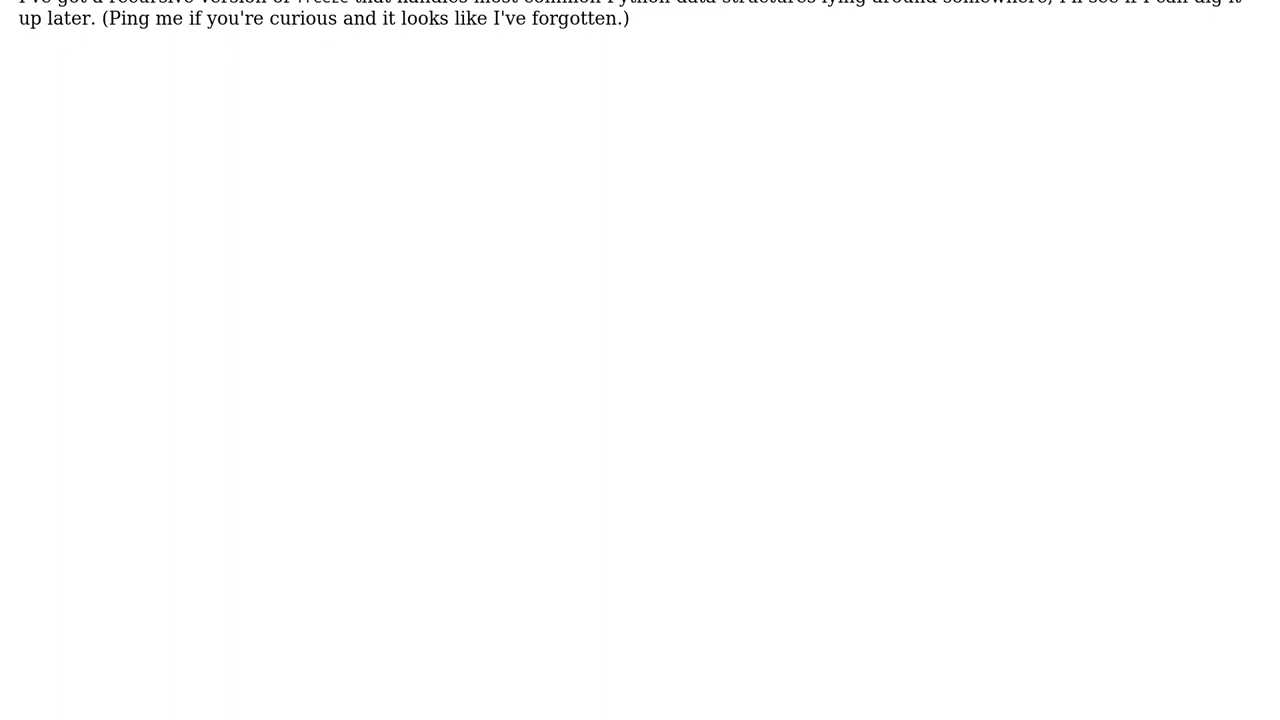 I've got a recursive version of freeze that handles most common Python data structures lying around somewhere, I'll see if I can dig it
up later. (Ping me if you're curious and it looks like I've forgotten.)